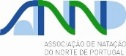 ANNP
ASSOCIAÇÃO DE NATAÇÃO
DO NORTE DE PORTUGAL